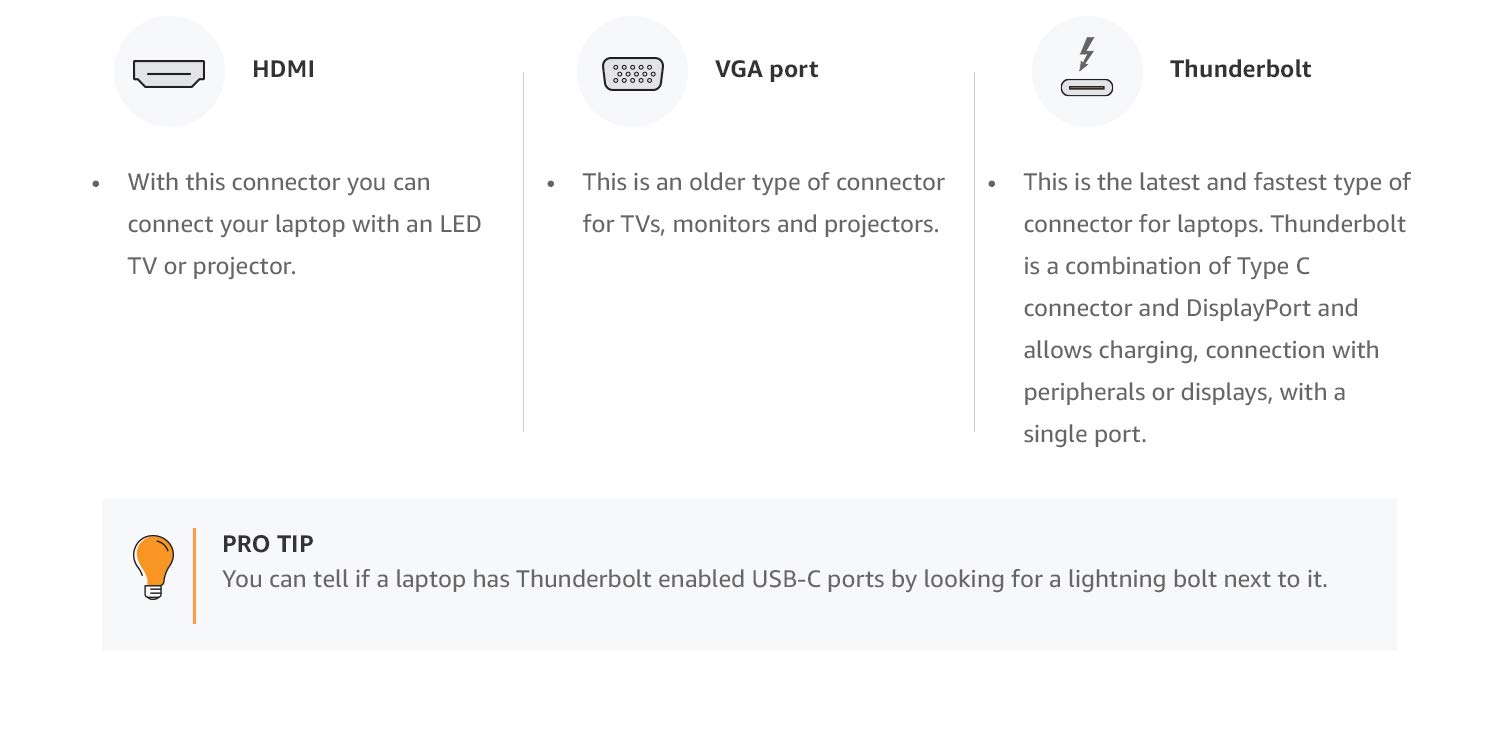 HDMI
• With this connector you can
connect your laptop with an LED
TV or projector.
VGA port
• This is an older type of connector
for TVs, monitors and projectors.
Thunderbolt
• This is the latest and fastest type of
connector for laptops. Thunderbolt
is a combination of Type C
connector and DisplayPort and
allows charging, connection with
peripherals or displays, with a
single port.
PRO TIP
You can tell if a laptop has Thunderbolt enabled USB-C ports by looking for a lightning bolt next to it.